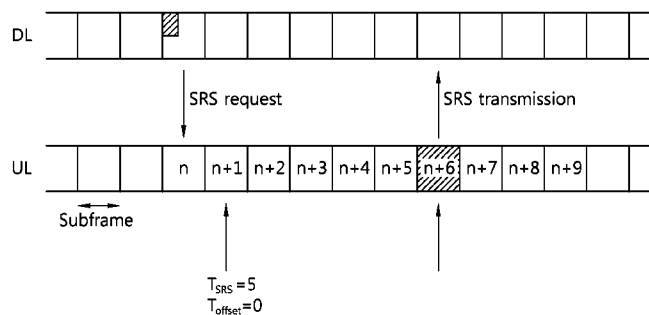 DL
SRS request
SRS transmission
UL
n n+1 n+2 n+3 n+4 n+5 n+6 n+7 n+8 n+9
Subframe
T_SRS=5
T_offset=0